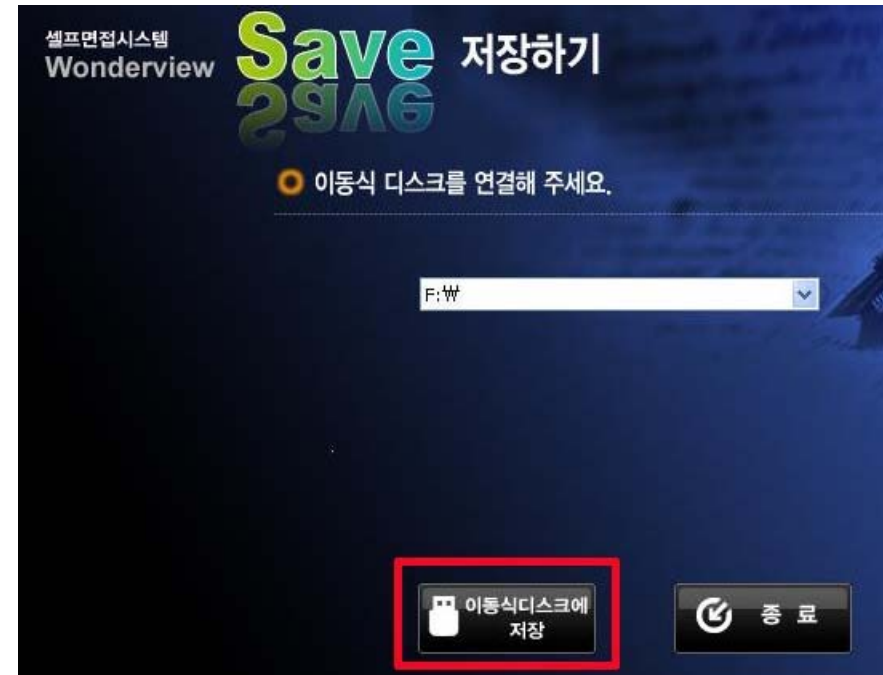 셀프면접시스템
Wonderview
Save 저장하기
이동식 디스크를 연결해 주세요.
F:₩
이동식디스크에
저장
종 료